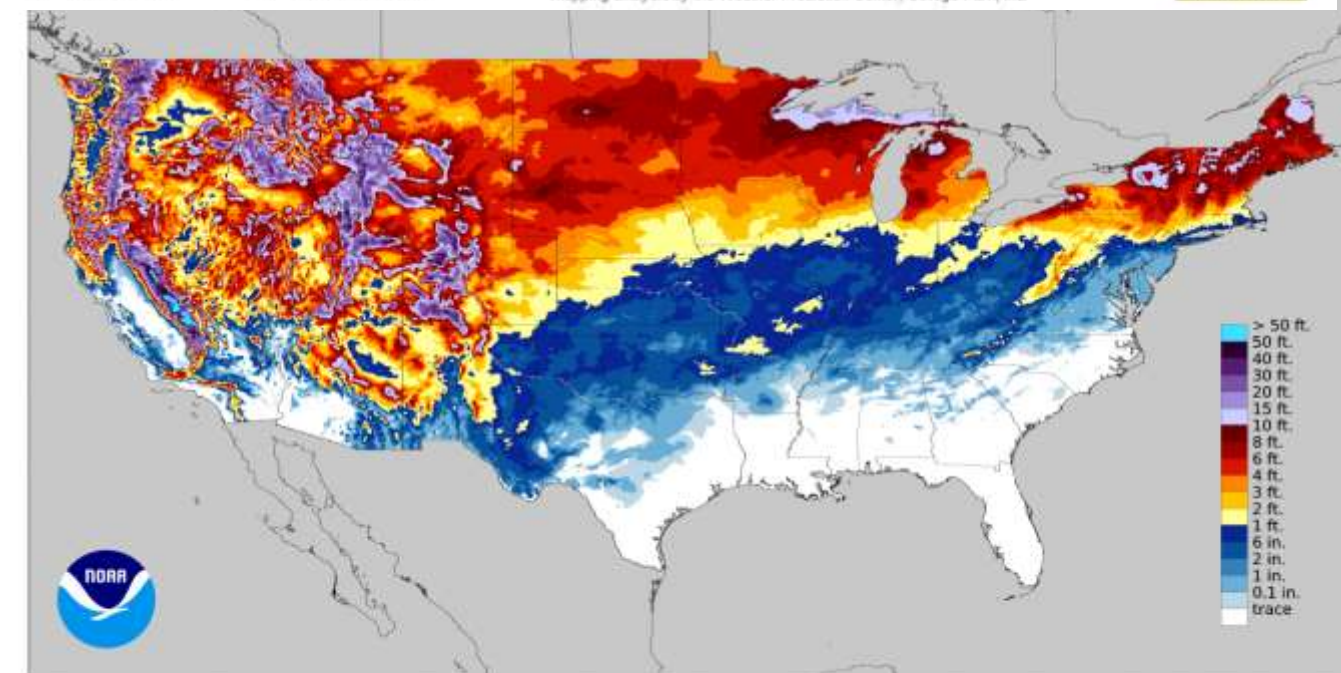 > 50 ft.
50 ft.
40 ft.
30 ft.
20 ft.
15 ft.
10 ft.
8 ft.
6 ft.
4 ft.
3 ft.
2 ft.
1 ft.
6 in.
2 in.
1 in.
0.1 in.
trace
NOAA